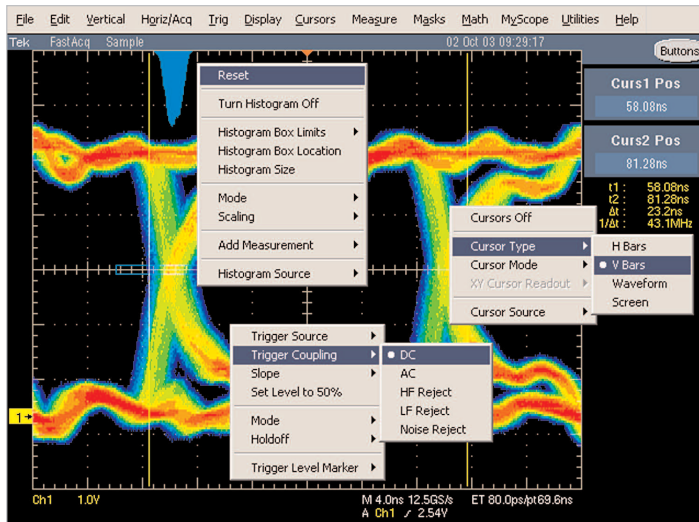 File Edit Vertical Horiz/Acq Trig Display Cursors Measure Masks Math MyScope Utilities Help
Tek FastAcq Sample 02 Oct 03 09:29:17
Buttons
Curs1 Pos
58.08ns
Curs2 Pos
81.28ns
t1 : 58.08ns
t2 : 81.28ns
Δt : 23.2ns
1/Δt : 43.1MHz
Reset
Turn Histogram Off
Histogram Box Limits
Histogram Box Location
Histogram Size
Mode
Scaling
Add Measurement
Histogram Source
Cursors Off
Cursor Type
Cursor Mode
XY Cursor Readout
Cursor Source
H Bars
V Bars
Waveform
Screen
Trigger Source
Trigger Coupling
Slope
Set Level to 50%
Mode
Holdoff
Trigger Level Marker
DC
AC
HF Reject
LF Reject
Noise Reject
1
Ch1 1.0V M 4.0ns 12.5GS/s ET 80.0ps/pt69.6ns
A Ch1 2.54V